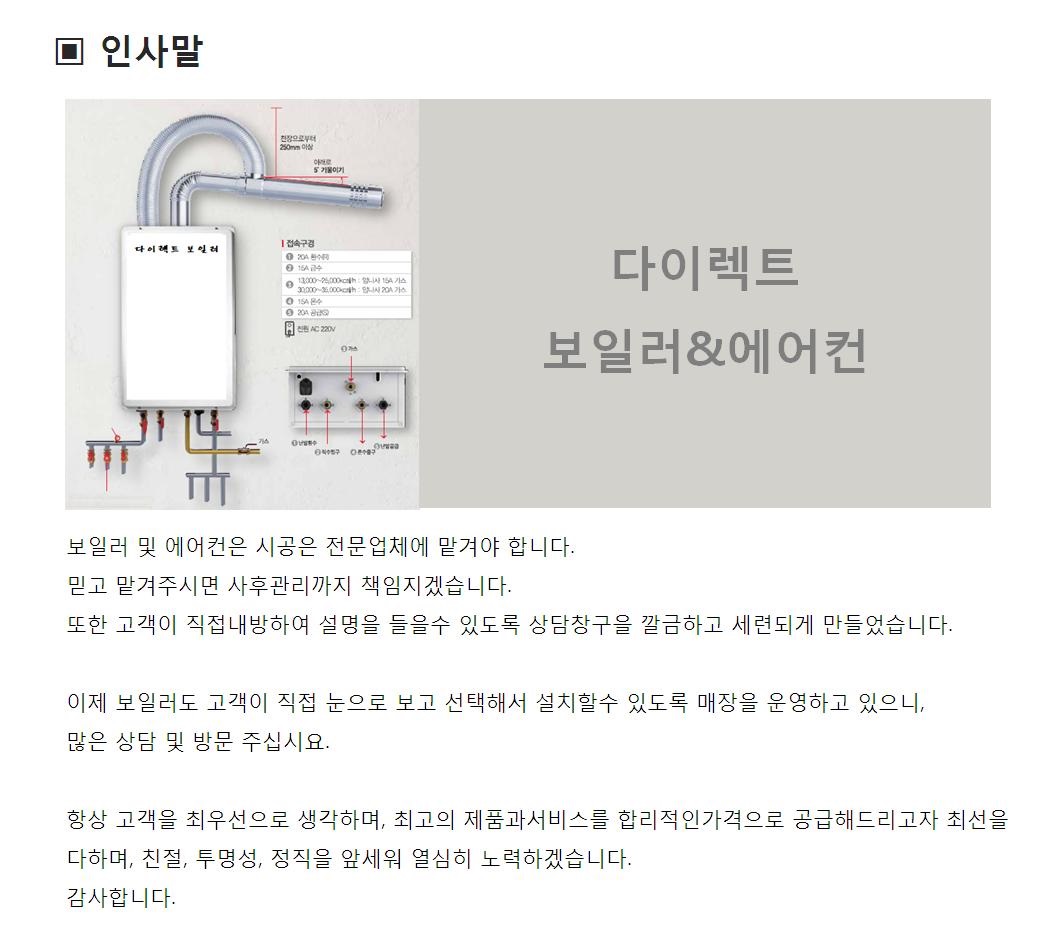 ▣ 인사말
천장으로부터
250mm 이상
아래로
5° 기울이기
다이렉트 보일러
접속구경
① 20A 환수(R)
② 15A 급수
③ 13,000~25,000kcal/h : 암니사 15A 가스
30,000~35,000kcal/h : 암니사 20A 가스
④ 15A 온수
⑤ 20A 공급(S)
전원 AC 220V
③ 가스
① 난방환수
② 직수입구
④ 온수출구
⑤ 난방공급
가스
다이렉트
보일러&에어컨
보일러 및 에어컨은 시공은 전문업체에 맡겨야 합니다.
믿고 맡겨주시면 사후관리까지 책임지겠습니다.
또한 고객이 직접내방하여 설명을 들을수 있도록 상담창구을 깔금하고 세련되게 만들었습니다.
이제 보일러도 고객이 직접 눈으로 보고 선택해서 설치할수 있도록 매장을 운영하고 있으니,
많은 상담 및 방문 주십시요.
항상 고객을 최우선으로 생각하며, 최고의 제품과서비스를 합리적인가격으로 공급해드리고자 최선을
다하며, 친절, 투명성, 정직을 앞세워 열심히 노력하겠습니다.
감사합니다.